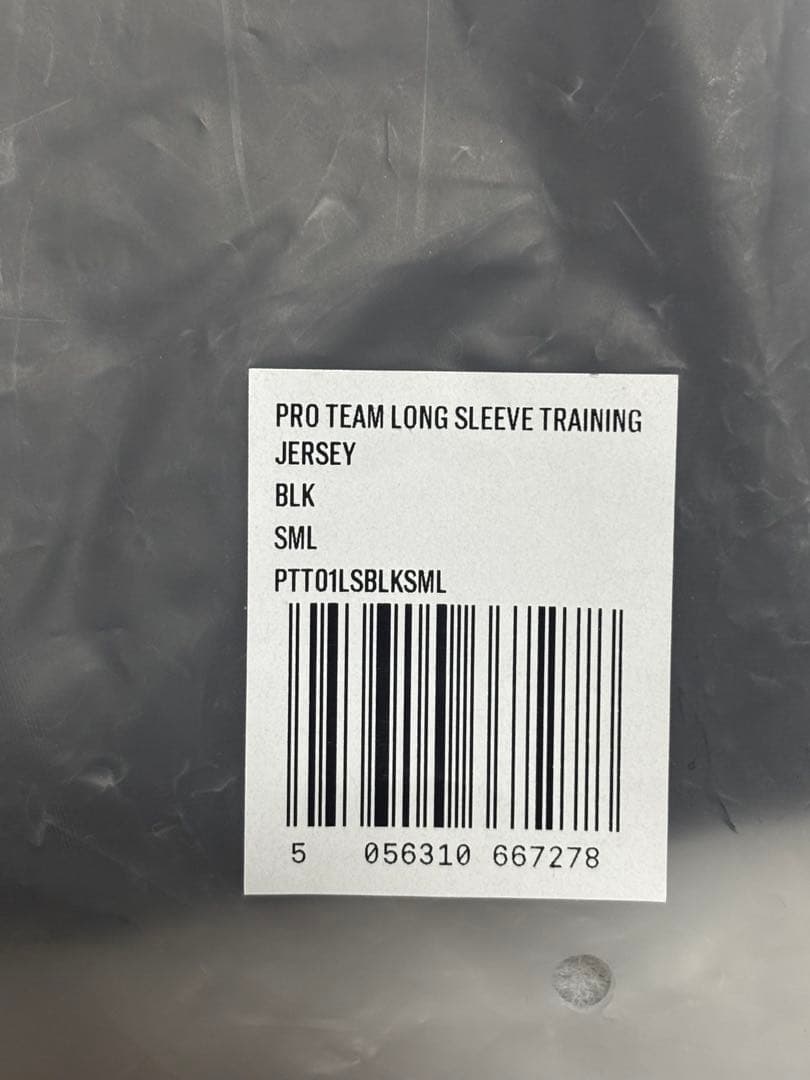 PRO TEAM LONG SLEEVE TRAINING
JERSEY
BLK
SML
PTT01LSBLKSML
5 056310 667278